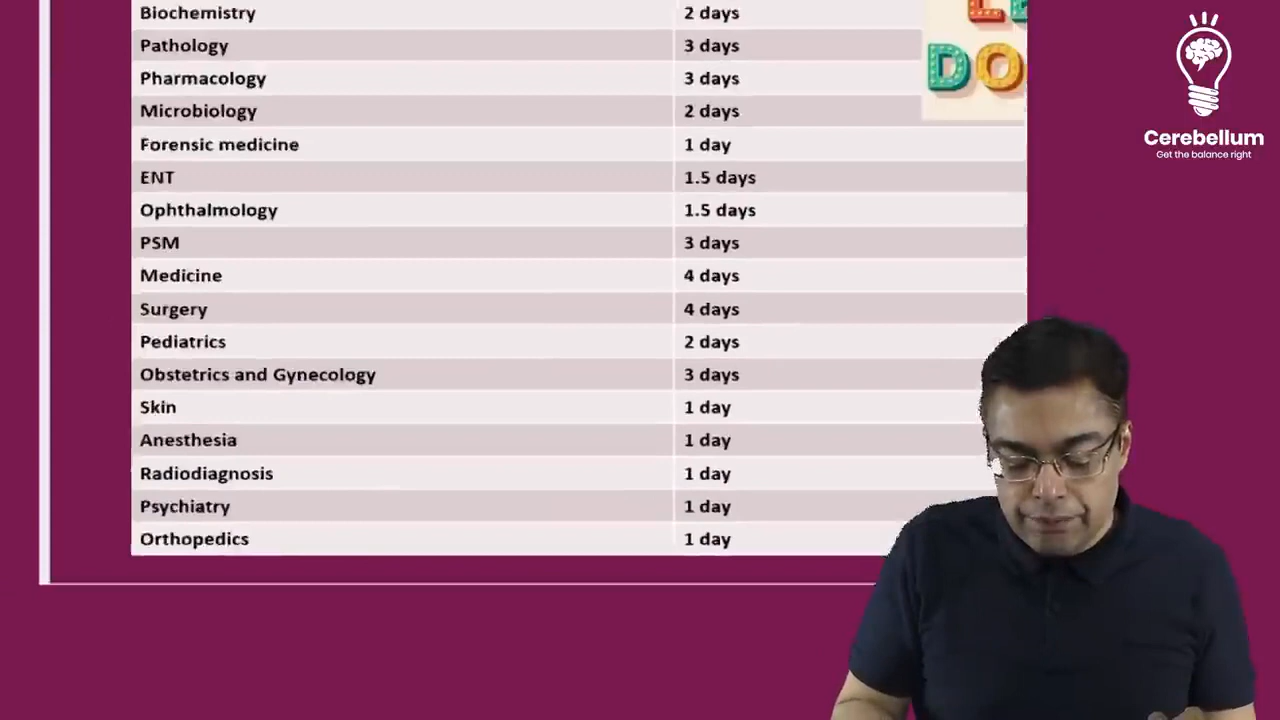 Biochemistry 2 days
Pathology 3 days
Pharmacology 3 days
Microbiology 2 days
Forensic medicine 1 day
ENT 1.5 days
Ophthalmology 1.5 days
PSM 3 days
Medicine 4 days
Surgery 4 days
Pediatrics 2 days
Obstetrics and Gynecology 3 days
Skin 1 day
Anesthesia 1 day
Radiodiagnosis 1 day
Psychiatry 1 day
Orthopedics 1 day
DO
Cerebellum
Get the balance right